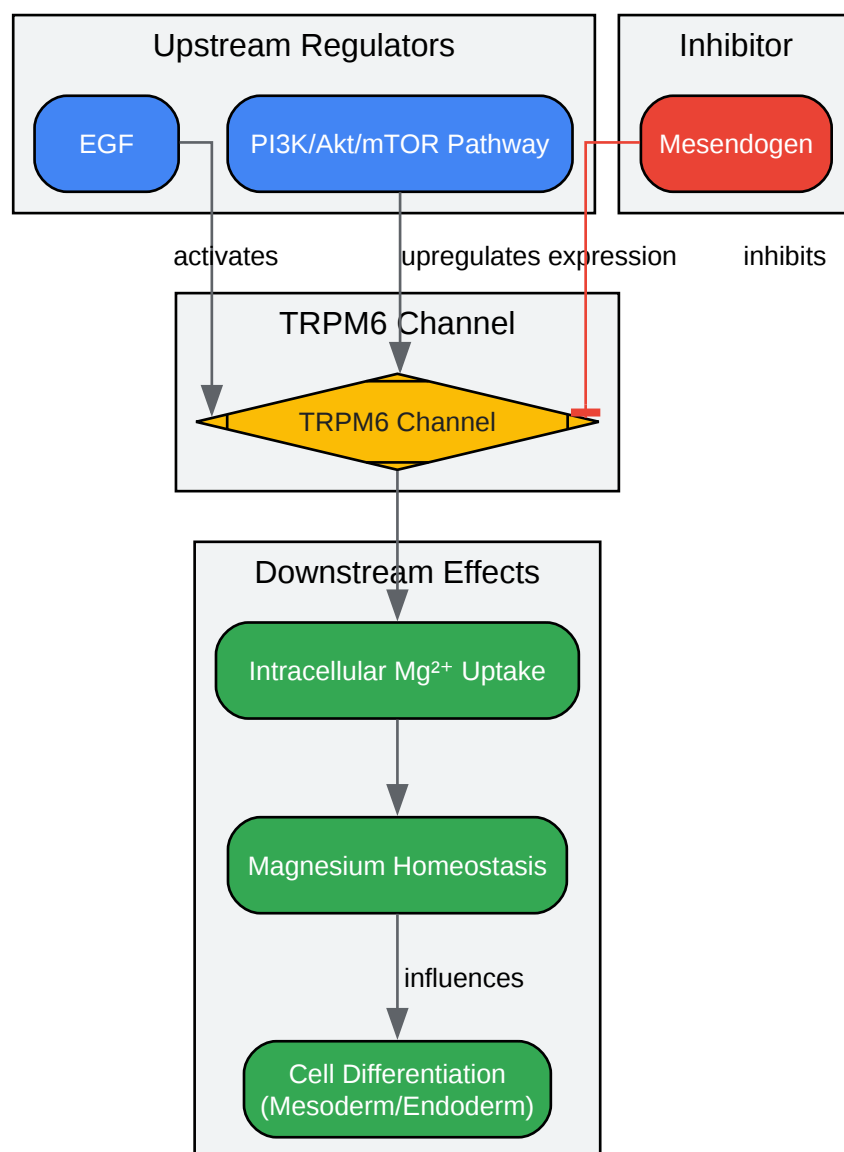 Upstream Regulators
Inhibitor
EGF
PI3K/Akt/mTOR Pathway
Mesendogen
activates
upregulates expression
inhibits
TRPM6 Channel
TRPM6 Channel
Downstream Effects
Intracellular Mg²⁺ Uptake
Magnesium Homeostasis
influences
Cell Differentiation
(Mesoderm/Endoderm)